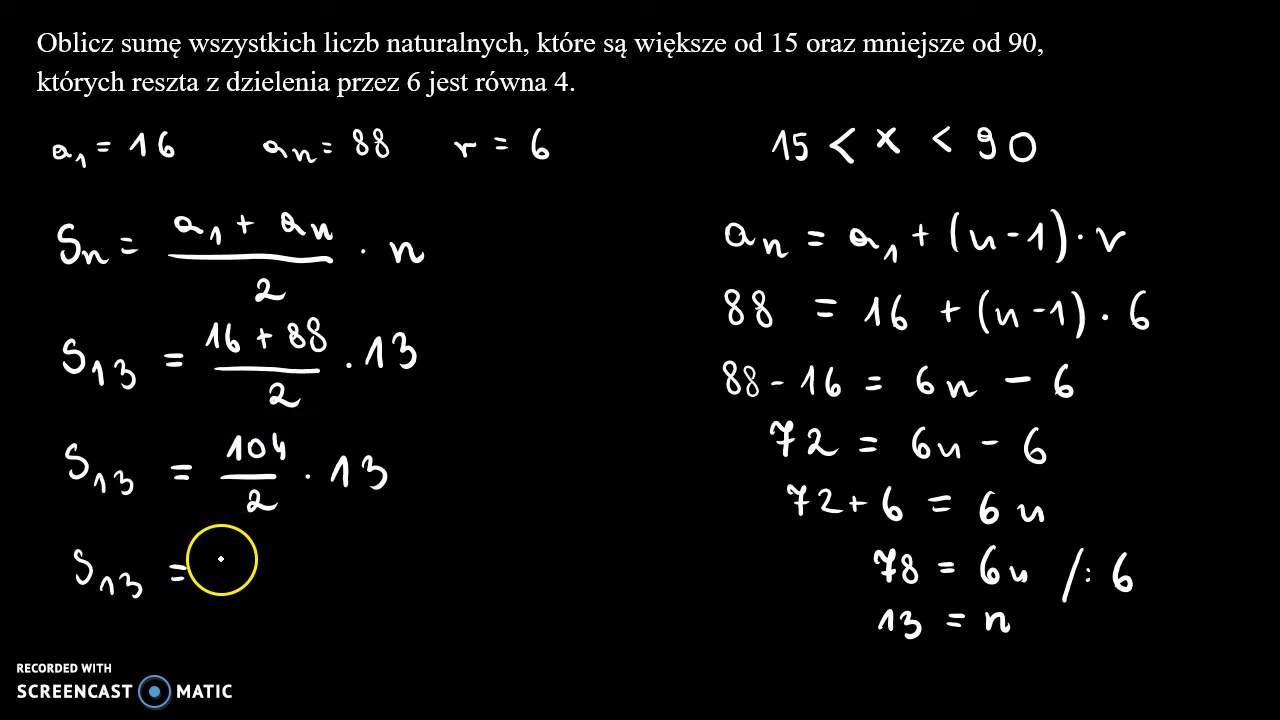 Oblicz sumę wszystkich liczb naturalnych, które są większe od 15 oraz mniejsze od 90,
których reszta z dzielenia przez 6 jest równa 4.
a₁ = 16 aₙ = 88 r = 6
15 < x < 90
Sₙ = (a₁ + aₙ)/2 · n
S₁₃ = (16 + 88)/2 · 13
S₁₃ = 104/2 · 13
S₁₃ =
aₙ = a₁ + (n - 1) · r
88 = 16 + (n - 1) · 6
88 - 16 = 6n - 6
72 = 6n - 6
72 + 6 = 6n
78 = 6n /: 6
13 = n
RECORDED WITH
SCREENCAST MATIC